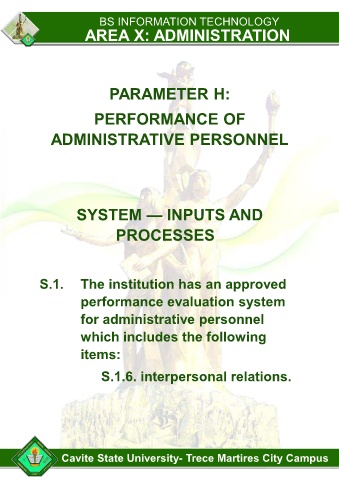 BS INFORMATION TECHNOLOGY
AREA X: ADMINISTRATION
PARAMETER H:
PERFORMANCE OF
ADMINISTRATIVE PERSONNEL
SYSTEM — INPUTS AND
PROCESSES
S.1. The institution has an approved
performance evaluation system
for administrative personnel
which includes the following
items:
S.1.6. interpersonal relations.
Cavite State University- Trece Martires City Campus